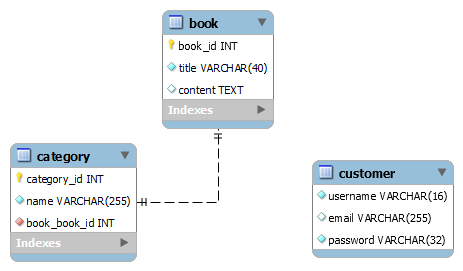 book
book_id INT
title VARCHAR(40)
content TEXT
Indexes
category
category_id INT
name VARCHAR(255)
book_book_id INT
Indexes
customer
username VARCHAR(16)
email VARCHAR(255)
password VARCHAR(32)